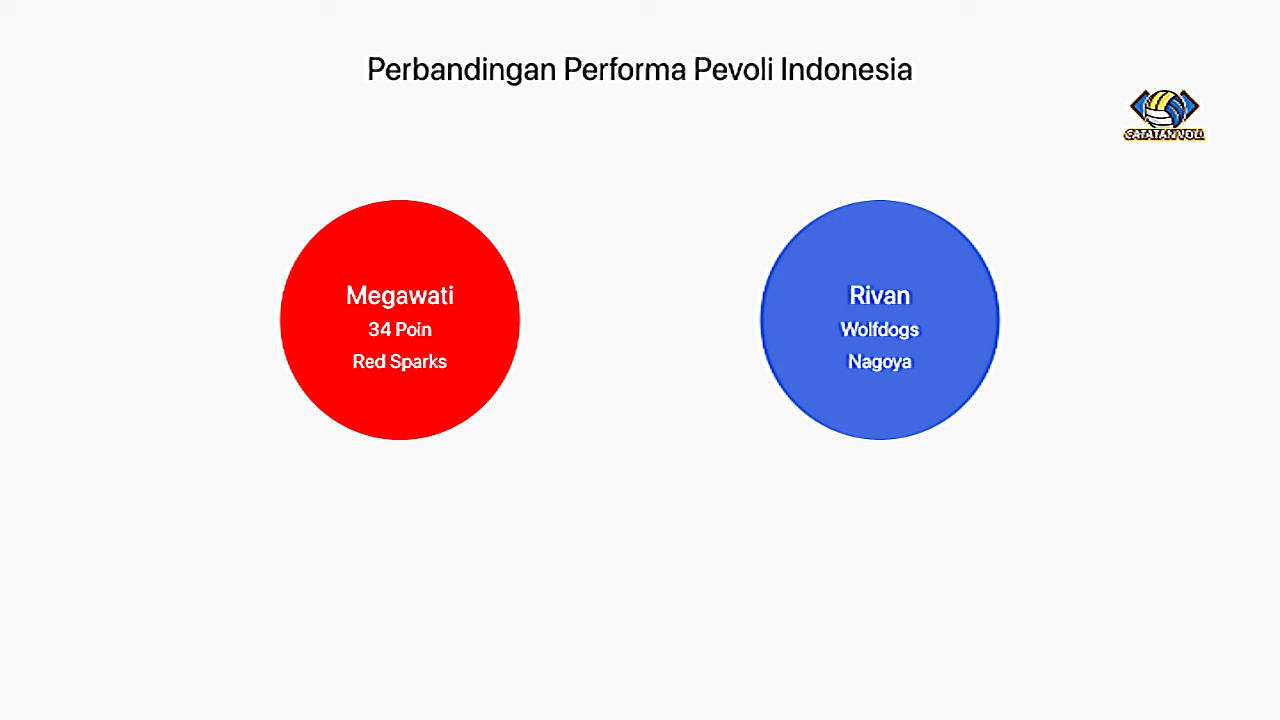 Perbandingan Performa Pevoli Indonesia
CATATAN VOLI
Megawati
34 Poin
Red Sparks
Rivan
Wolfdogs
Nagoya